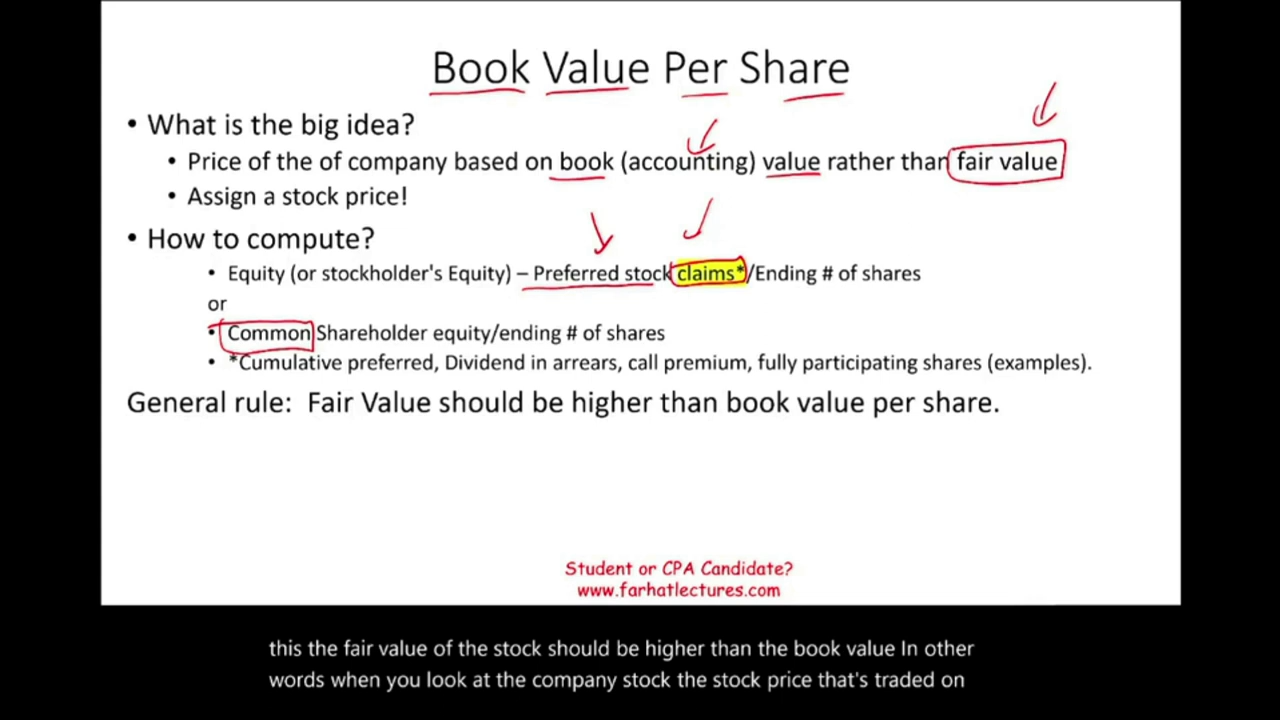 Book Value Per Share
• What is the big idea?
• Price of the of company based on book (accounting) value rather than fair value
• Assign a stock price!
• How to compute?
• Equity (or stockholder's Equity) – Preferred stock claims*/Ending # of shares
or
• Common Shareholder equity/ending # of shares
• *Cumulative preferred, Dividend in arrears, call premium, fully participating shares (examples).
General rule: Fair Value should be higher than book value per share.
Student or CPA Candidate?
www.farhatlectures.com
this the fair value of the stock should be higher than the book value In other
words when you look at the company stock the stock price that's traded on